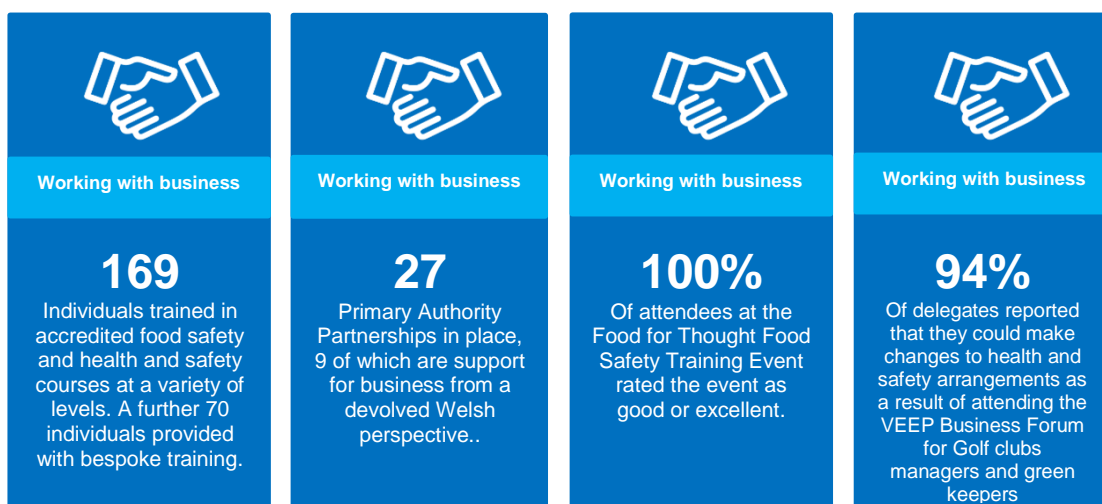 Working with business
169
Individuals trained in
accredited food safety
and health and safety
courses at a variety of
levels. A further 70
individuals provided
with bespoke training.
Working with business
27
Primary Authority
Partnerships in place,
9 of which are support
for business from a
devolved Welsh
perspective..
Working with business
100%
Of attendees at the
Food for Thought Food
Safety Training Event
rated the event as
good or excellent.
Working with business
94%
Of delegates reported
that they could make
changes to health and
safety arrangements as
a result of attending the
VEEP Business Forum
for Golf clubs
managers and green
keepers